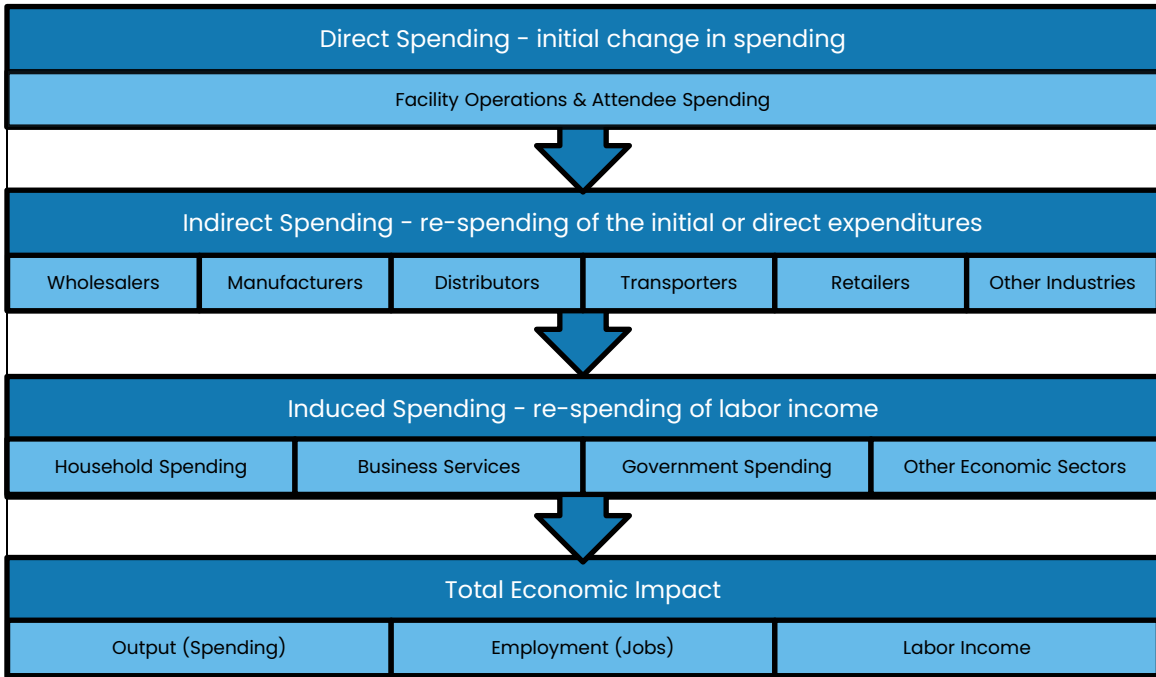 Direct Spending - initial change in spending
Facility Operations & Attendee Spending
Indirect Spending - re-spending of the initial or direct expenditures
Wholesalers
Manufacturers
Distributors
Transporters
Retailers
Other Industries
Induced Spending - re-spending of labor income
Household Spending
Business Services
Government Spending
Other Economic Sectors
Total Economic Impact
Output (Spending)
Employment (Jobs)
Labor Income